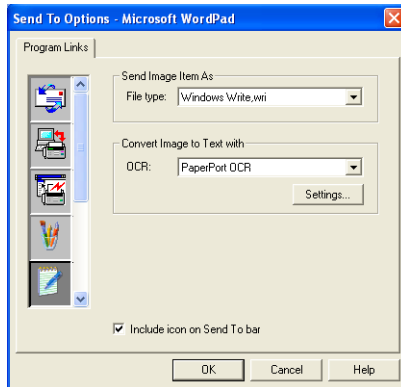 Send To Options - Microsoft WordPad
Program Links
Send Image Item As
File type: Windows Write,wri
Convert Image to Text with
OCR: PaperPort OCR
Settings...
Include icon on Send To bar
OK Cancel Help